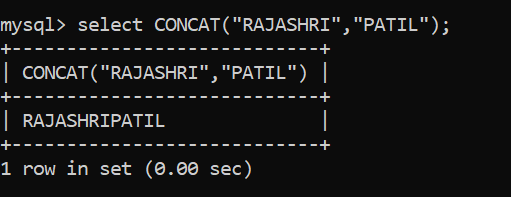 mysql> select CONCAT("RAJASHRI","PATIL");
+----------------------------+
| CONCAT("RAJASHRI","PATIL") |
+----------------------------+
| RAJASHRIPATIL              |
+----------------------------+
1 row in set (0.00 sec)